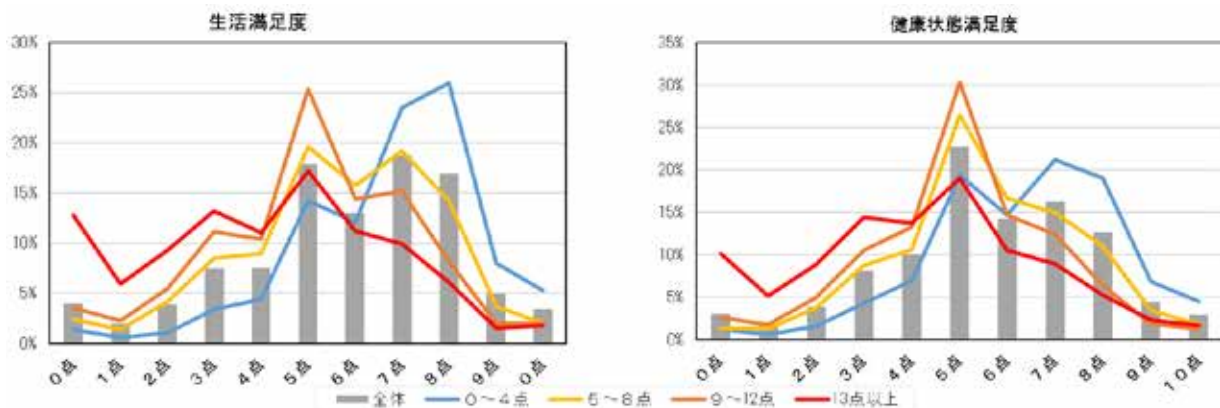 生活満足度
30%
25%
20%
15%
10%
5%
0%
0点
1点
2点
3点
4点
5点
6点
7点
8点
9点
0点
健康状態満足度
35%
30%
25%
20%
15%
10%
5%
0%
0点
1点
2点
3点
4点
5点
6点
7点
8点
9点
10点
全体
0～4点
5～8点
9～12点
13点以上